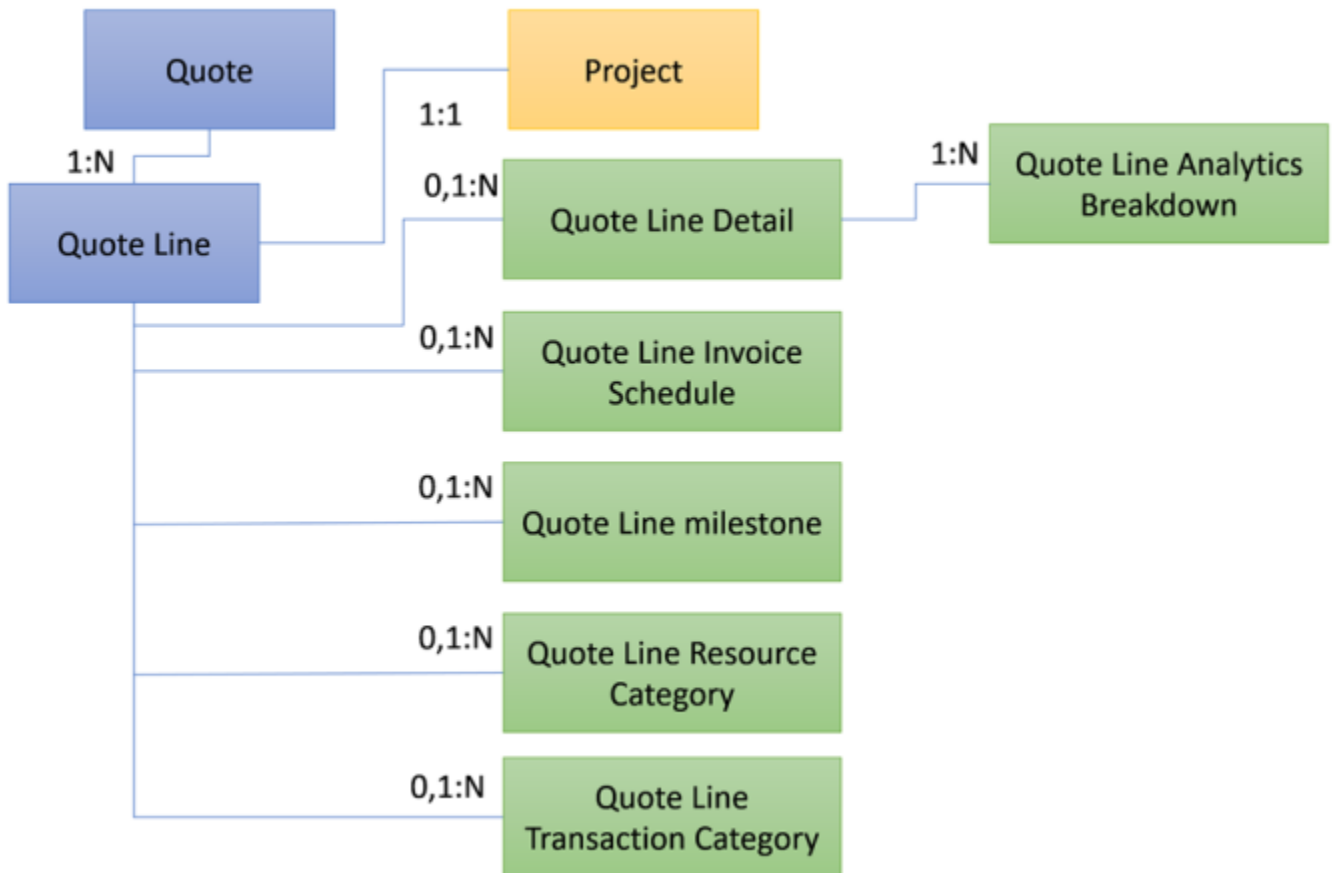 Quote
Project
1:1
1:N
1:N
Quote Line Analytics
Breakdown
0,1:N
Quote Line Detail
Quote Line
0,1:N
Quote Line Invoice
Schedule
0,1:N
Quote Line milestone
0,1:N
Quote Line Resource
Category
0,1:N
Quote Line
Transaction Category